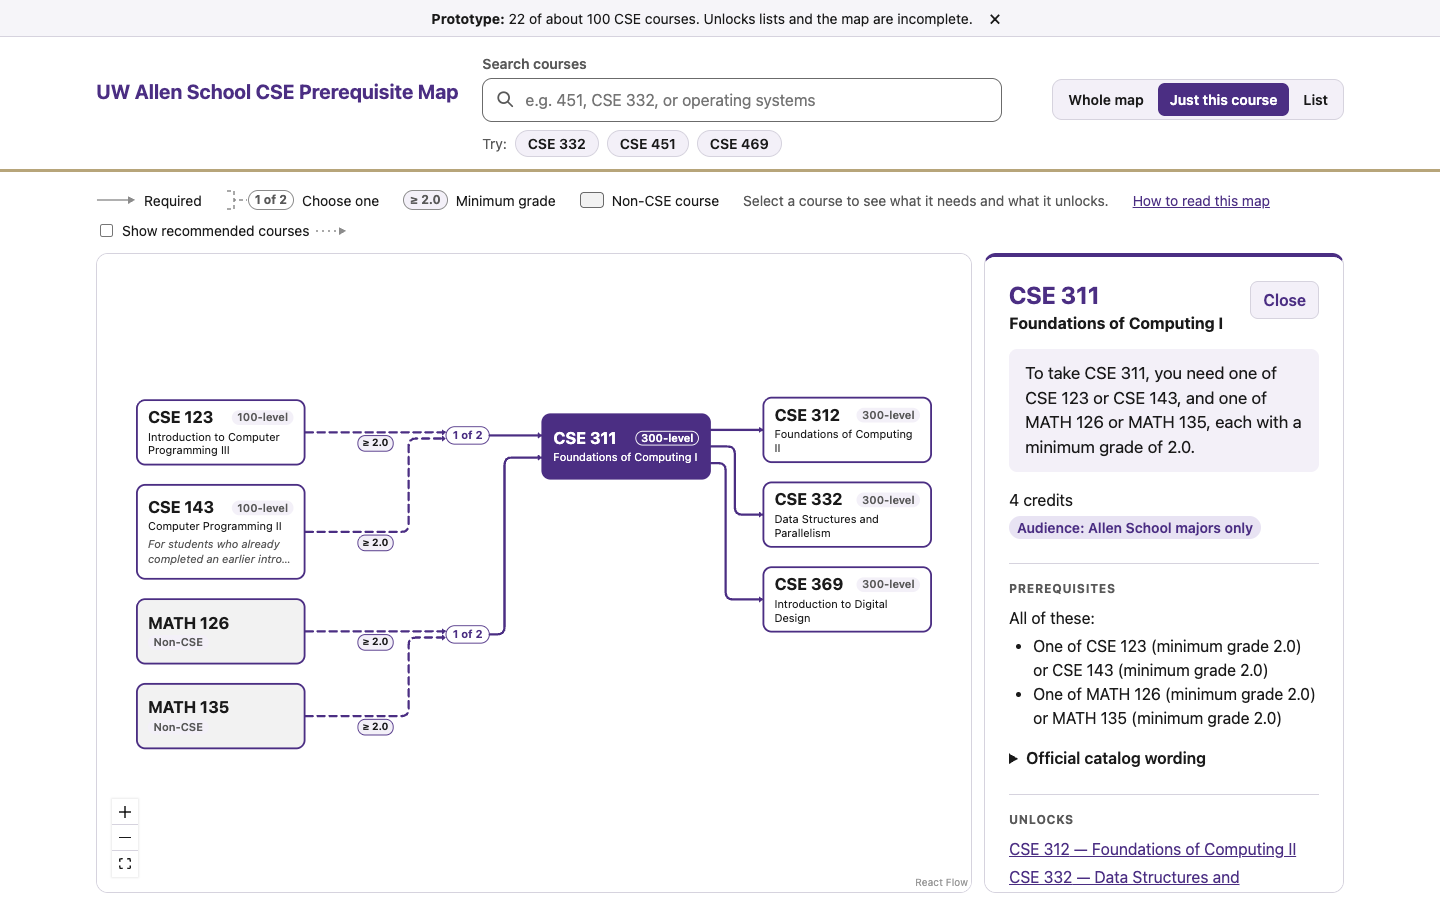 Prototype: 22 of about 100 CSE courses. Unlocks lists and the map are incomplete. ✕
UW Allen School CSE Prerequisite Map
Search courses
e.g. 451, CSE 332, or operating systems
Try: CSE 332 CSE 451 CSE 469
Whole map Just this course List
Required 1 of 2 Choose one ≥ 2.0 Minimum grade Non-CSE course Select a course to see what it needs and what it unlocks. How to read this map
Show recommended courses
CSE 123 100-level
Introduction to Computer
Programming III
≥ 2.0
CSE 143 100-level
Computer Programming II
For students who already
completed an earlier intro...
≥ 2.0
1 of 2
MATH 126
Non-CSE
≥ 2.0
MATH 135
Non-CSE
≥ 2.0
1 of 2
CSE 311 300-level
Foundations of Computing I
CSE 312 300-level
Foundations of Computing
II
CSE 332 300-level
Data Structures and
Parallelism
CSE 369 300-level
Introduction to Digital
Design
React Flow
CSE 311
Close
Foundations of Computing I
To take CSE 311, you need one of
CSE 123 or CSE 143, and one of
MATH 126 or MATH 135, each with a
minimum grade of 2.0.
4 credits
Audience: Allen School majors only
PREREQUISITES
All of these:
• One of CSE 123 (minimum grade 2.0)
or CSE 143 (minimum grade 2.0)
• One of MATH 126 (minimum grade 2.0)
or MATH 135 (minimum grade 2.0)
Official catalog wording
UNLOCKS
CSE 312 — Foundations of Computing II
CSE 332 — Data Structures and